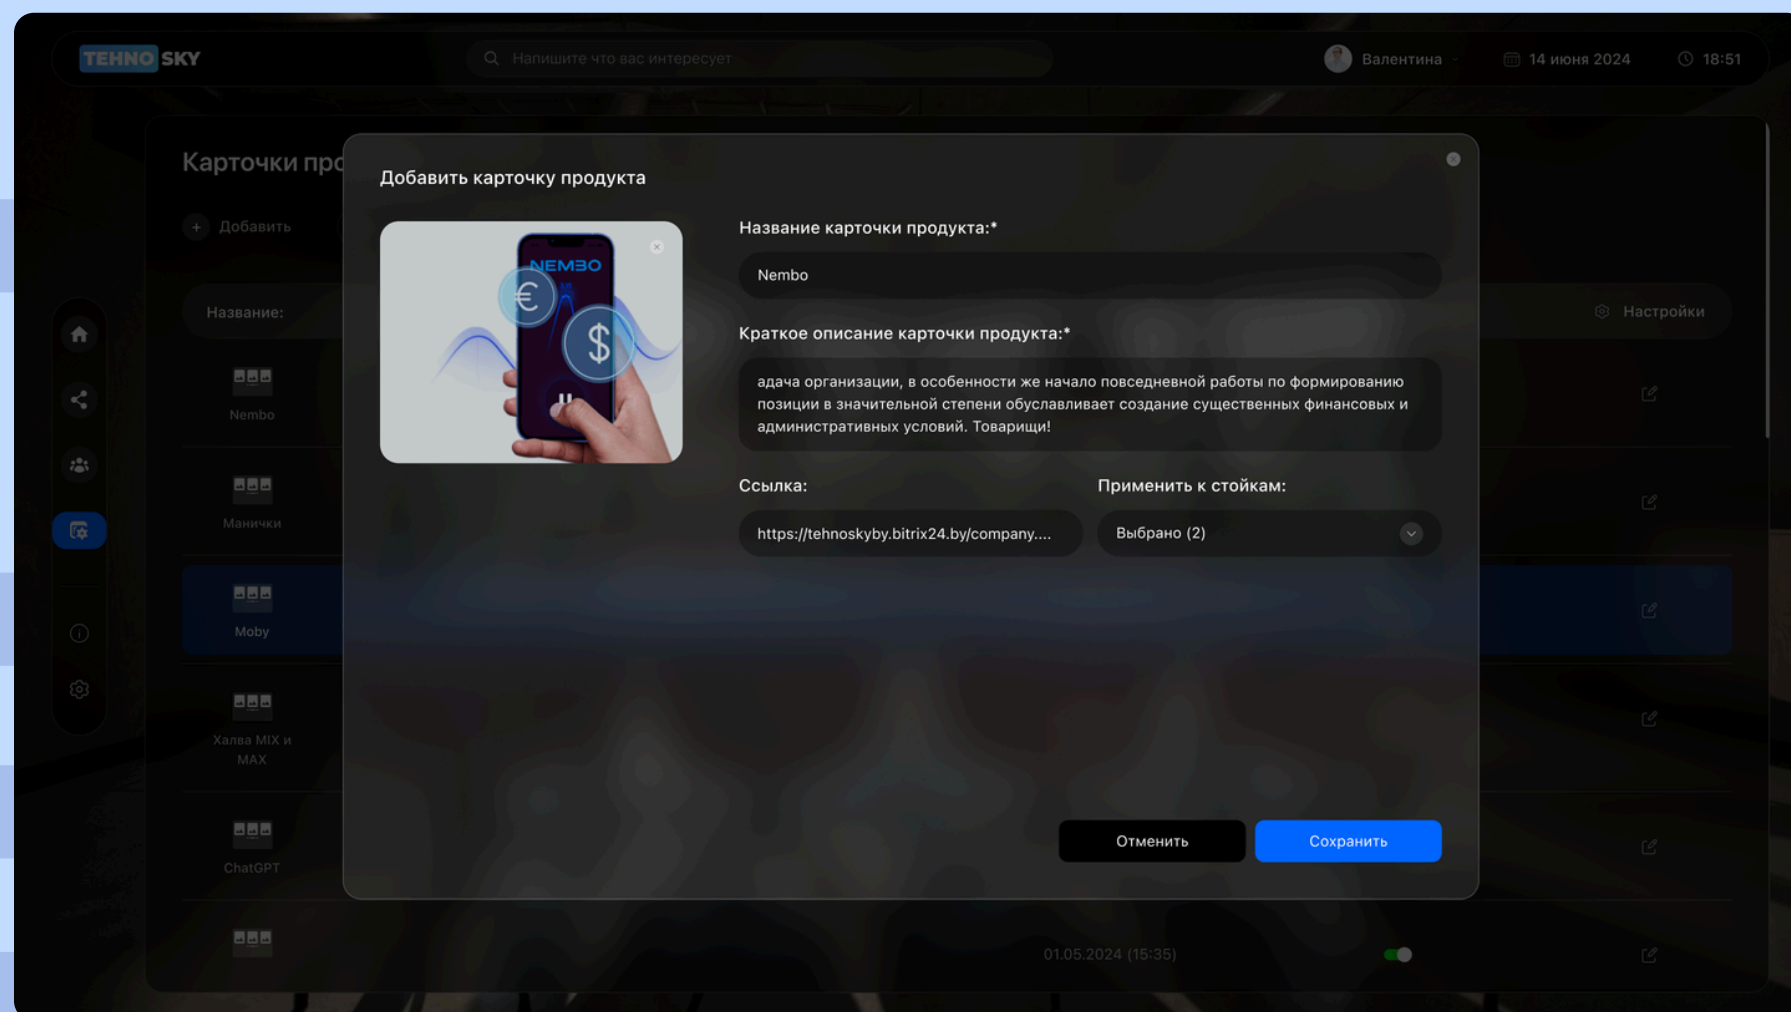 TEHNO SKY
Напишите что вас интересует
Валентина
14 июня 2024
18:51
Карточки про
Добавить
Название:
Настройки
Nembo
Манички
Moby
Халва MIX и
MAX
ChatGPT
01.05.2024 (15:35)
Добавить карточку продукта
NEMBO
€
$
Название карточки продукта:*
Nembo
Краткое описание карточки продукта:*
адача организации, в особенности же начало повседневной работы по формированию
позиции в значительной степени обуславливает создание существенных финансовых и
административных условий. Товарищи!
Ссылка:
https://tehnoskyby.bitrix24.by/company....
Применить к стойкам:
Выбрано (2)
Отменить
Сохранить